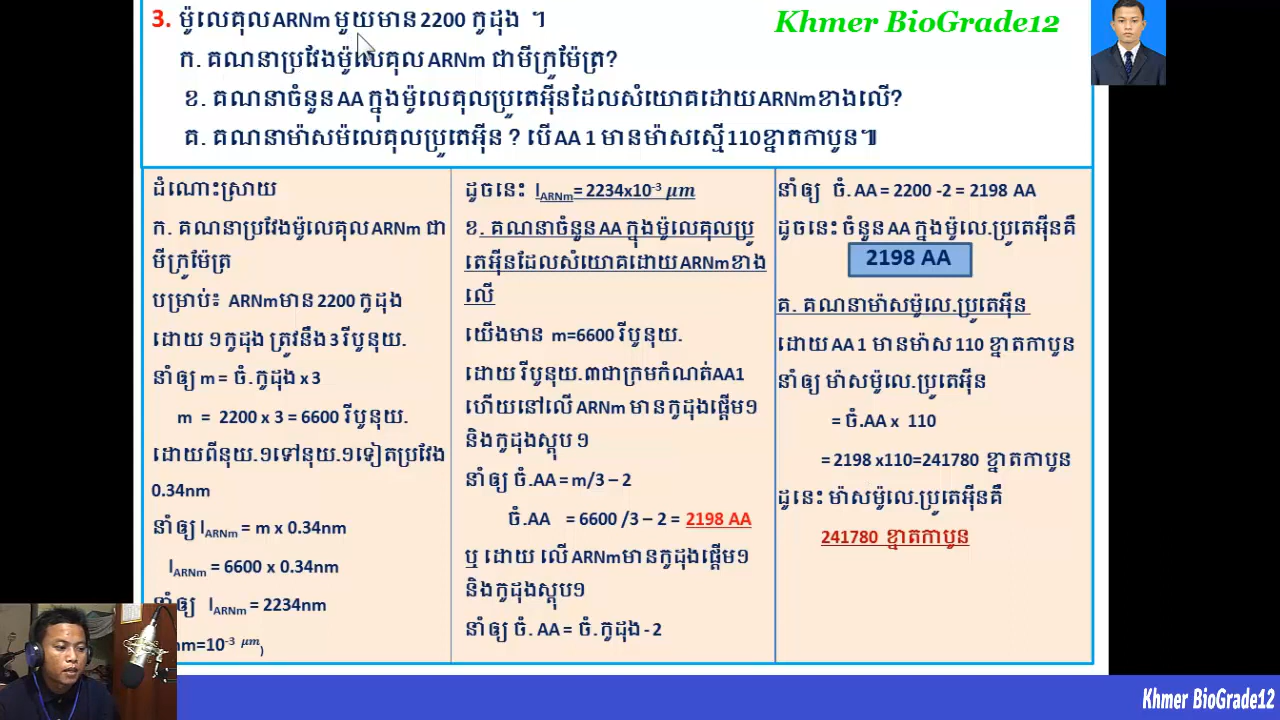 3. ម៉ូលេគុល ARNm មួយមាន 2200 កូដុង ។
Khmer BioGrade12
ក. គណនាប្រវែងម៉ូលេគុល ARNm ជាមីក្រូម៉ែត្រ?
ខ. គណនាចំនួន AA ក្នុងម៉ូលេគុលប្រូតេអ៊ីនដែលសំយោគដោយ ARNm ខាងលើ?
គ. គណនាម៉ាសម៉លេគុលប្រូតេអ៊ីន ? បើ AA 1 មានម៉ាសស្មើ 110 ខ្នាតកាបូន៕
ដំណោះស្រាយ
ក. គណនាប្រវែងម៉ូលេគុល ARNm ជា
មីក្រូម៉ែត្រ
បម្រាប់៖ ARNm មាន 2200 កូដុង
ដោយ ១កូដុង ត្រូវនឹង 3 រីបូនុយ.
នាំឲ្យ m = ចំ. កូដុង x 3
m = 2200 x 3 = 6600 រីបូនុយ.
ដោយពីនុយ.១ទៅនុយ.១ទៀតប្រវែង
0.34nm
នាំឲ្យ lARNm = m x 0.34nm
lARNm = 6600 x 0.34nm
នាំឲ្យ lARNm = 2234nm
nm=10⁻³ μm)
ដូចនេះ lARNm= 2234x10⁻³ μm
ខ. គណនាចំនួន AA ក្នុងម៉ូលេគុលប្រូ
តេអ៊ីនដែលសំយោគដោយ ARNm ខាង
លើ
យើងមាន m=6600 រីបូនុយ.
ដោយ រីបូនុយ.៣ជាក្រមកំណត់AA1
ហើយនៅលើ ARNm មានកូដុងផ្តើម១
និងកូដុងស្តុប ១
នាំឲ្យ ចំ.AA = m/3 – 2
ចំ.AA = 6600 /3 – 2 = 2198 AA
ឬ ដោយ លើ ARNmមានកូដុងផ្តើម១
និងកូដុងស្តុប១
នាំឲ្យ ចំ. AA = ចំ. កូដុង - 2
នាំឲ្យ ចំ. AA = 2200 -2 = 2198 AA
ដូចនេះ ចំនួន AA ក្នុងម៉ូលេ.ប្រូតេអ៊ីនគឺ
2198 AA
គ. គណនាម៉ាសម៉ូលេ.ប្រូតេអ៊ីន
ដោយ AA 1 មានម៉ាស 110 ខ្នាតកាបូន
នាំឲ្យ ម៉ាសម៉ូលេ.ប្រូតេអ៊ីន
= ចំ.AA x 110
= 2198 x110=241780 ខ្នាតកាបូន
ដូនេះ ម៉ាសម៉ូលេ.ប្រូតេអ៊ីនគឺ
241780 ខ្នាតកាបូន
Khmer BioGrade12